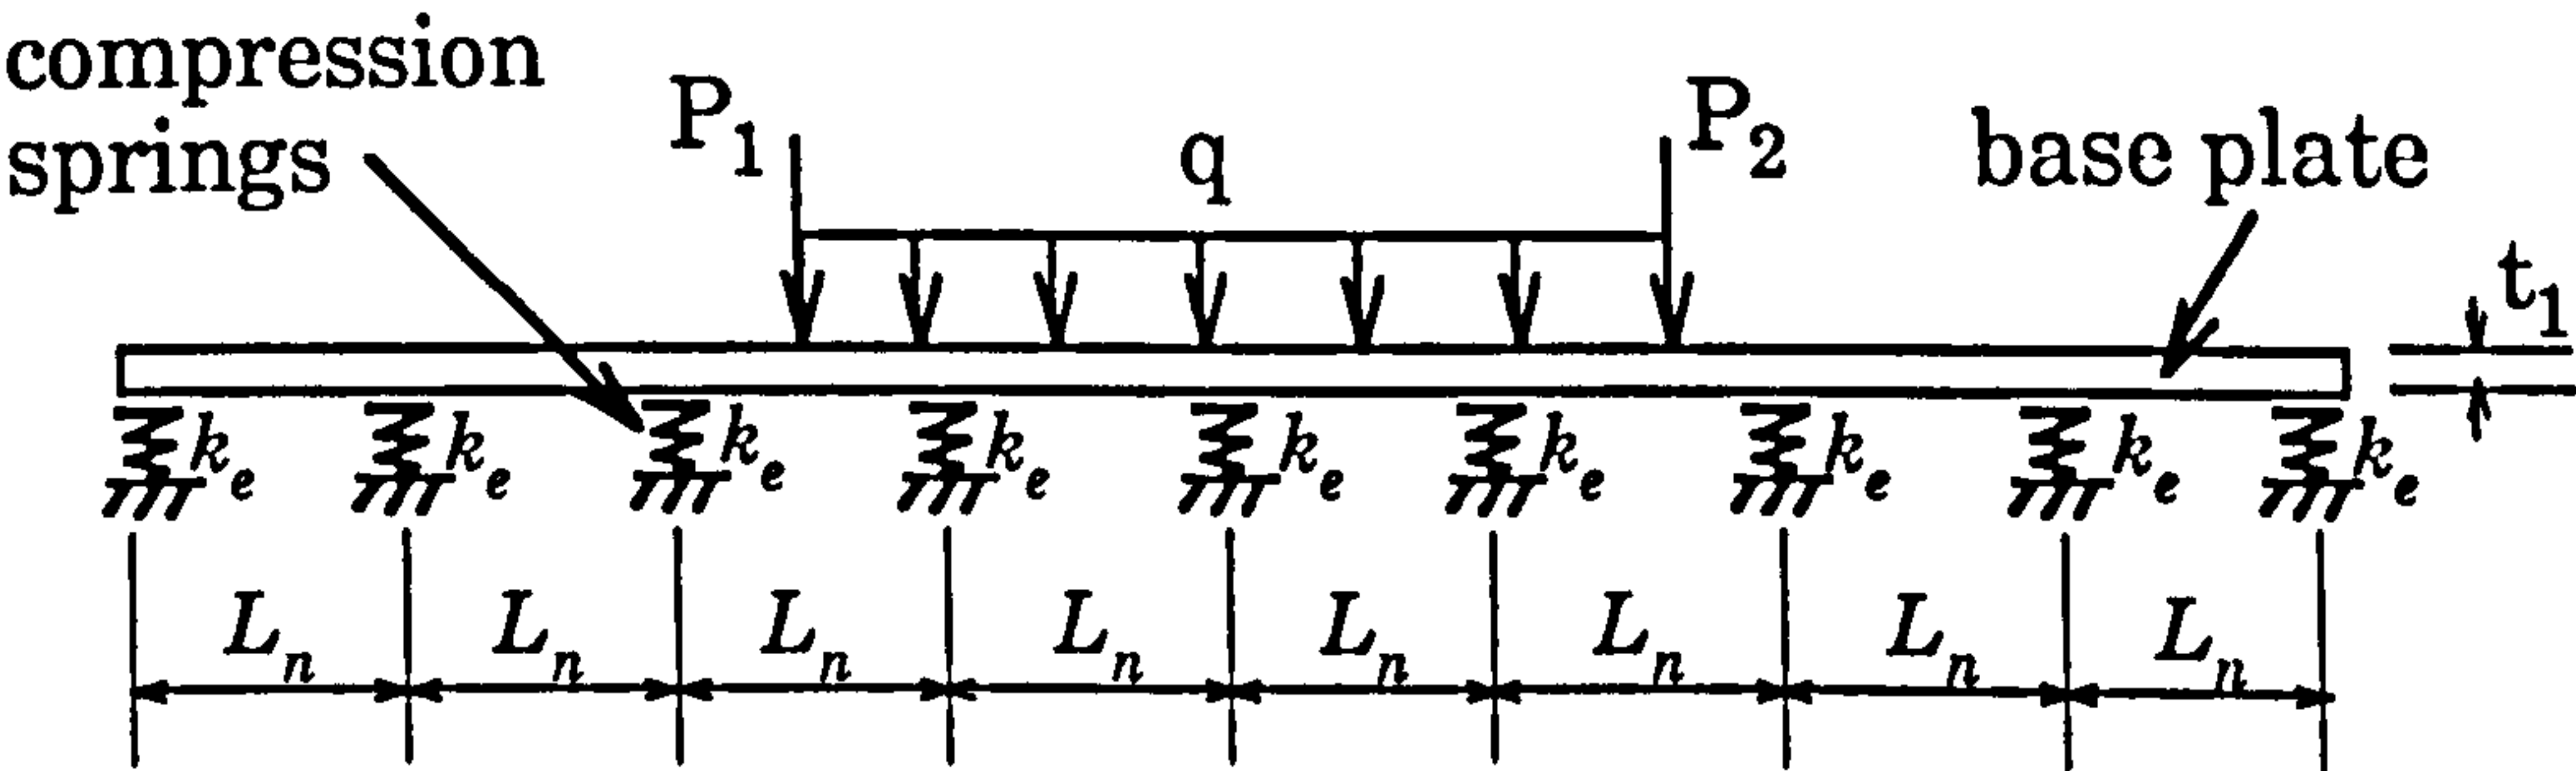 compression
springs
P₁
q
P₂
base plate
t₁
kₑ kₑ kₑ kₑ kₑ kₑ kₑ kₑ kₑ
Lₙ Lₙ Lₙ Lₙ Lₙ Lₙ Lₙ Lₙ